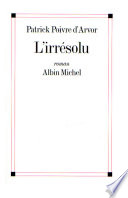 Patrick Poivre d'Arvor
L'irrésolu
roman
Albin Michel